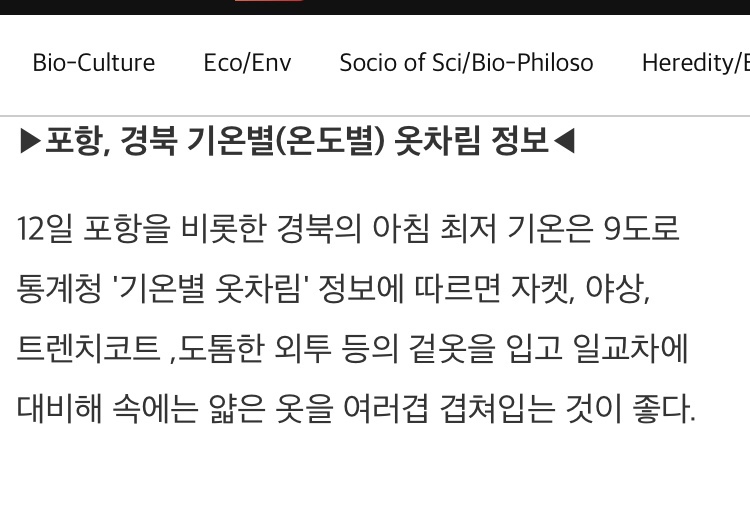 Bio-Culture Eco/Env Socio of Sci/Bio-Philoso Heredity/
▶포항, 경북 기온별(온도별) 옷차림 정보◀
12일 포항을 비롯한 경북의 아침 최저 기온은 9도로
통계청 '기온별 옷차림' 정보에 따르면 자켓, 야상,
트렌치코트 ,도톰한 외투 등의 겉옷을 입고 일교차에
대비해 속에는 얇은 옷을 여러겹 겹쳐입는 것이 좋다.